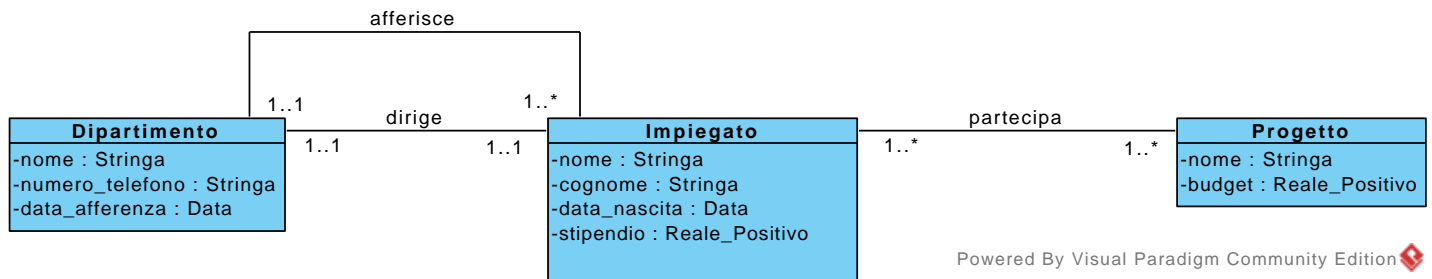 afferisce
1..1
1..*
dirige
1..1
1..1
Dipartimento
-nome : Stringa
-numero_telefono : Stringa
-data_afferenza : Data
Impiegato
-nome : Stringa
-cognome : Stringa
-data_nascita : Data
-stipendio : Reale_Positivo
partecipa
1..*
1..*
Progetto
-nome : Stringa
-budget : Reale_Positivo
Powered By Visual Paradigm Community Edition